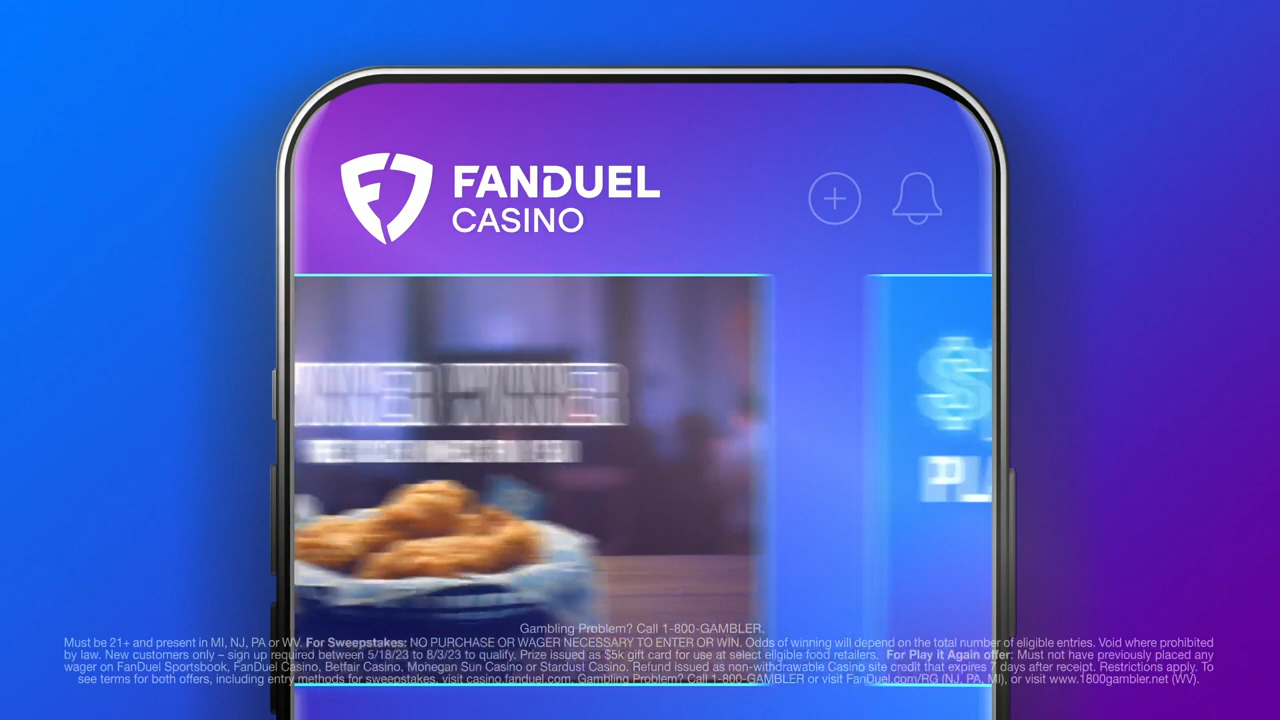 FANDUEL
CASINO
$
PL
Gambling Problem? Call 1-800-GAMBLER.
Must be 21+ and present in MI, NJ, PA or WV. For Sweepstakes: NO PURCHASE OR WAGER NECESSARY TO ENTER OR WIN. Odds of winning will depend on the total number of eligible entries. Void where prohibited
by law. New customers only – sign up required between 5/18/23 to 8/3/23 to qualify. Prize issued as $5k gift card for use at select eligible food retailers. For Play it Again offer: Must not have previously placed any
wager on FanDuel Sportsbook, FanDuel Casino, Betfair Casino, Mohegan Sun Casino or Stardust Casino. Refund issued as non-withdrawable Casino site credit that expires 7 days after receipt. Restrictions apply. To
see terms for both offers, including entry methods for sweepstakes, visit casino.fanduel.com. Gambling Problem? Call 1-800-GAMBLER or visit FanDuel.com/RG (NJ, PA, MI), or visit www.1800gambler.net (WV).